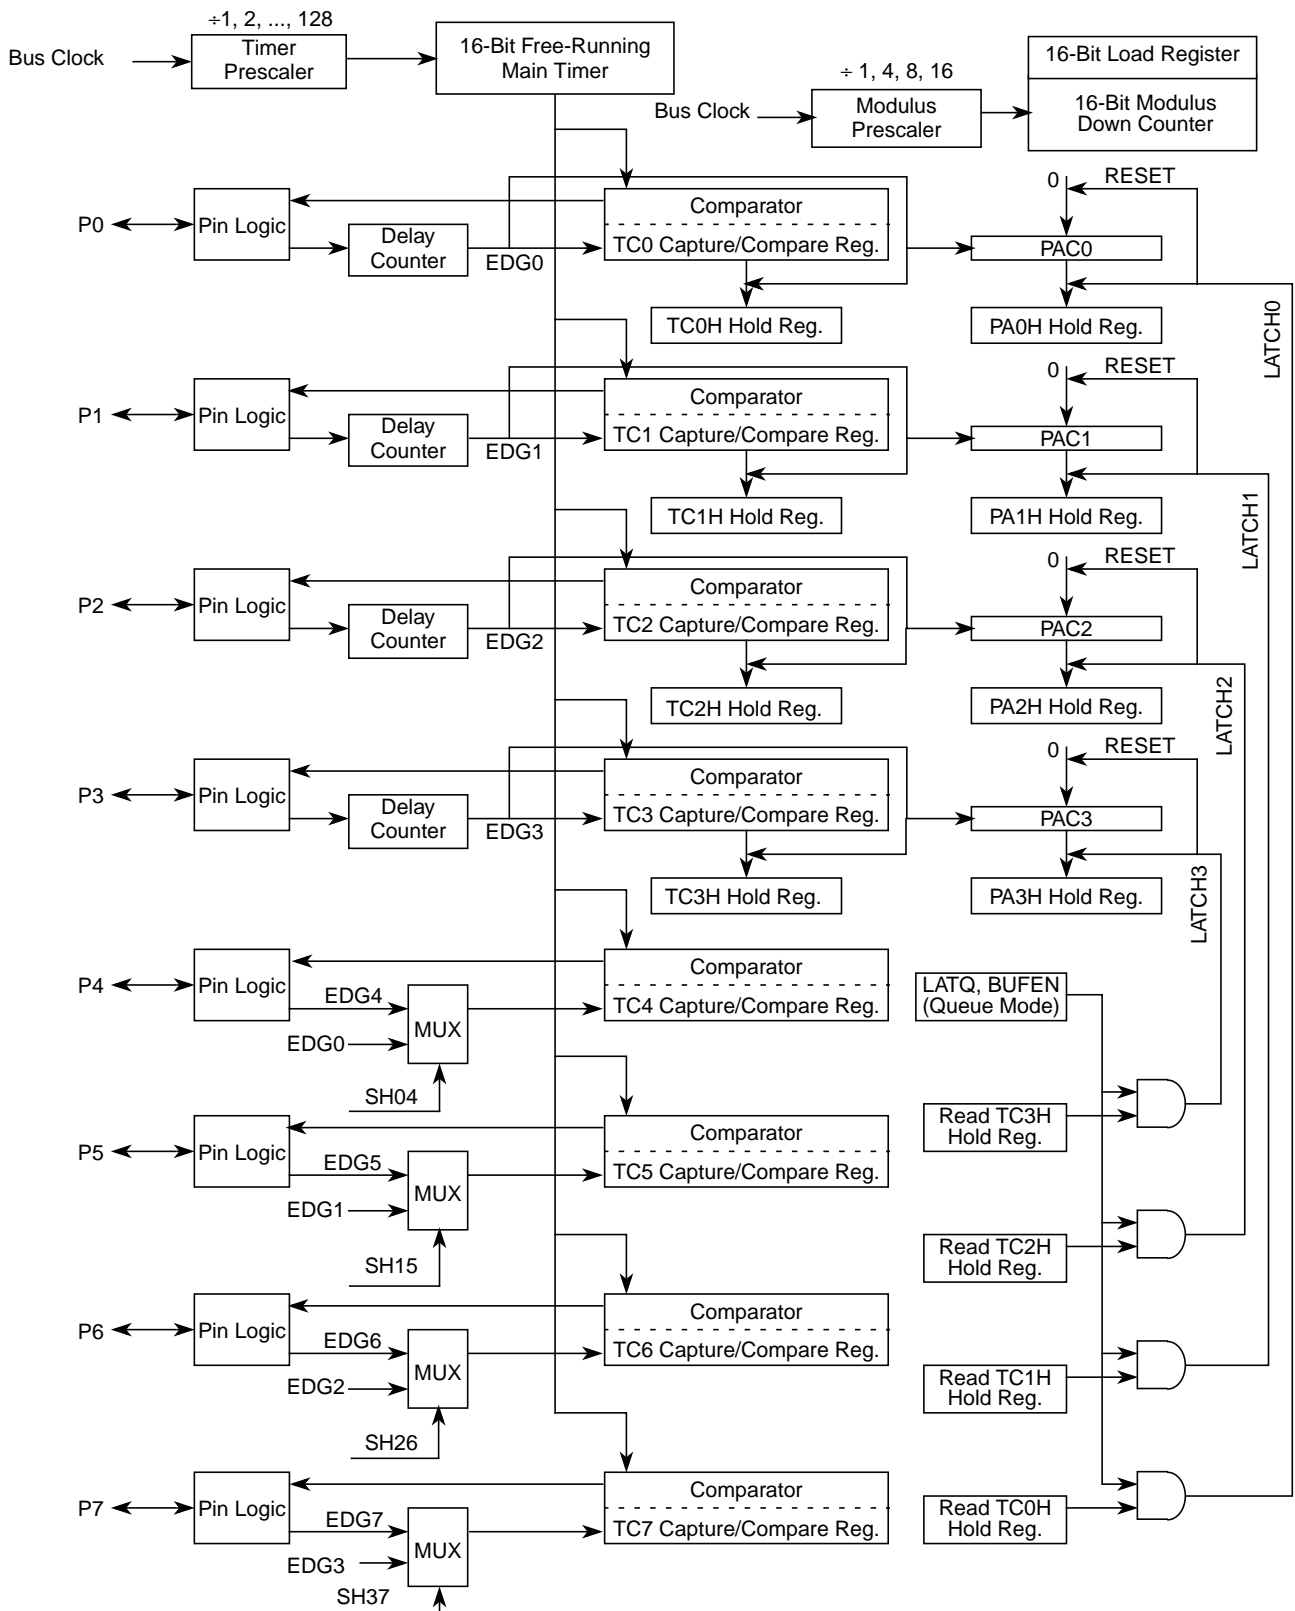 ÷1, 2, ..., 128
Bus Clock
Timer
Prescaler
16-Bit Free-Running
Main Timer
÷ 1, 4, 8, 16
Bus Clock
Modulus
Prescaler
16-Bit Load Register
16-Bit Modulus
Down Counter
P0
Pin Logic
Delay
Counter
EDG0
Comparator
TC0 Capture/Compare Reg.
TC0H Hold Reg.
0
RESET
PAC0
PA0H Hold Reg.
LATCH0
P1
Pin Logic
Delay
Counter
EDG1
Comparator
TC1 Capture/Compare Reg.
TC1H Hold Reg.
0
RESET
PAC1
PA1H Hold Reg.
LATCH1
P2
Pin Logic
Delay
Counter
EDG2
Comparator
TC2 Capture/Compare Reg.
TC2H Hold Reg.
0
RESET
PAC2
PA2H Hold Reg.
LATCH2
P3
Pin Logic
Delay
Counter
EDG3
Comparator
TC3 Capture/Compare Reg.
TC3H Hold Reg.
0
RESET
PAC3
PA3H Hold Reg.
LATCH3
P4
Pin Logic
EDG4
EDG0
MUX
SH04
Comparator
TC4 Capture/Compare Reg.
LATQ, BUFEN
(Queue Mode)
Read TC3H
Hold Reg.
P5
Pin Logic
EDG5
EDG1
MUX
SH15
Comparator
TC5 Capture/Compare Reg.
Read TC2H
Hold Reg.
P6
Pin Logic
EDG6
EDG2
MUX
SH26
Comparator
TC6 Capture/Compare Reg.
Read TC1H
Hold Reg.
P7
Pin Logic
EDG7
EDG3
MUX
SH37
Comparator
TC7 Capture/Compare Reg.
Read TC0H
Hold Reg.